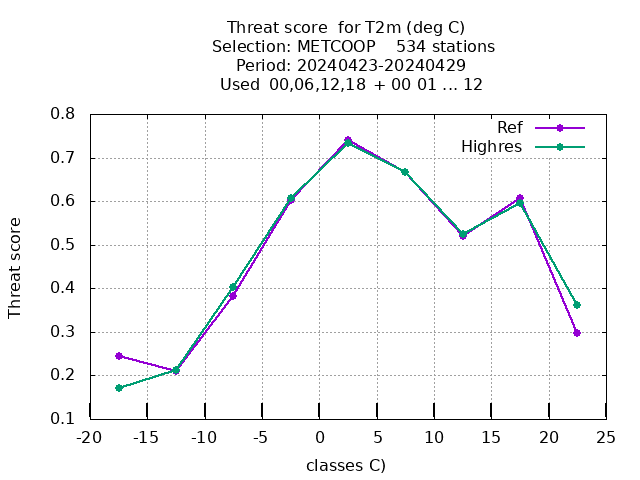 Threat score  for T2m (deg C)
Selection: METCOOP    534 stations
Period: 20240423-20240429
Used  00,06,12,18  + 00 01 ... 12
Ref
Highres
Threat score
0.8
0.7
0.6
0.5
0.4
0.3
0.2
0.1
-20 -15 -10 -5 0 5 10 15 20 25
classes C)